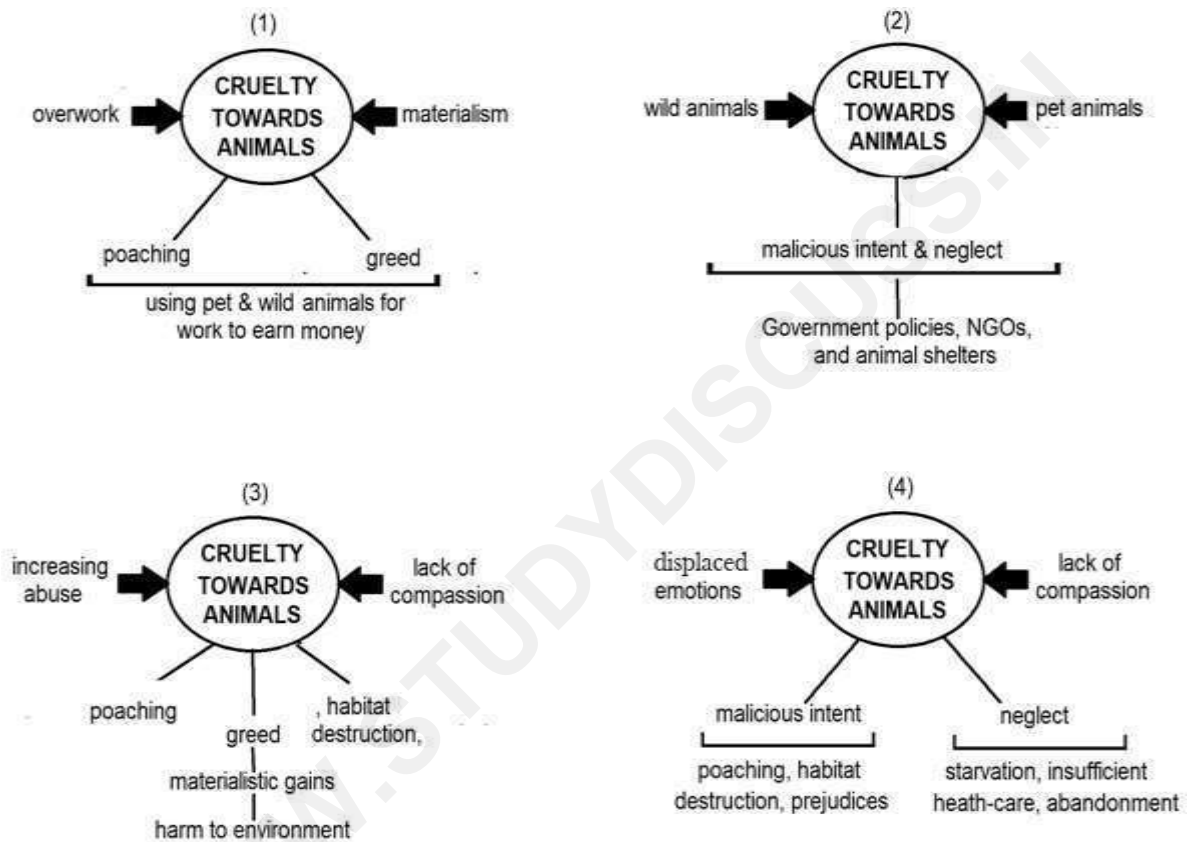 (1)
CRUELTY
TOWARDS
ANIMALS
overwork
materialism
poaching
greed
using pet & wild animals for
work to earn money
(2)
CRUELTY
TOWARDS
ANIMALS
wild animals
pet animals
malicious intent & neglect
Government policies, NGOs,
and animal shelters
(3)
CRUELTY
TOWARDS
ANIMALS
increasing
abuse
lack of
compassion
poaching
greed
, habitat
destruction,
materialistic gains
harm to environment
(4)
CRUELTY
TOWARDS
ANIMALS
displaced
emotions
lack of
compassion
malicious intent
neglect
poaching, habitat
destruction, prejudices
starvation, insufficient
heath-care, abandonment
W.STUDYDISCUSS.IN